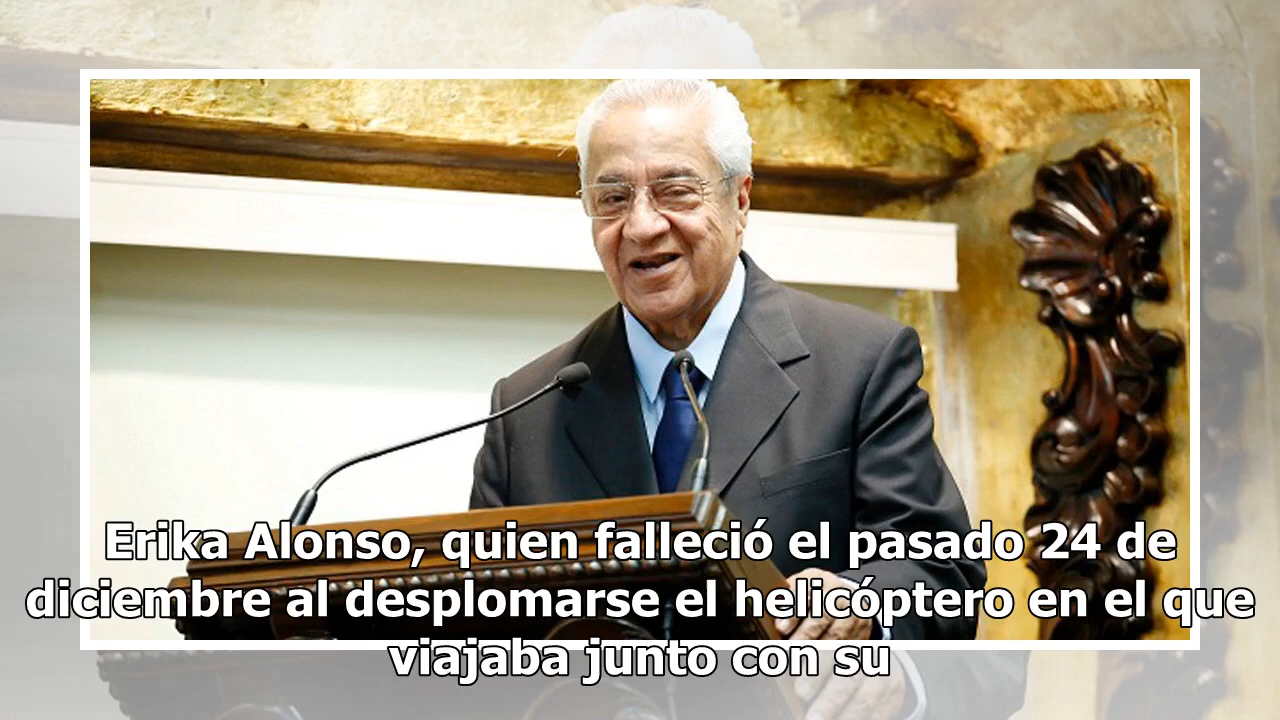 Erika Alonso, quien falleció el pasado 24 de
diciembre al desplomarse el helicóptero en el que
viajaba junto con su